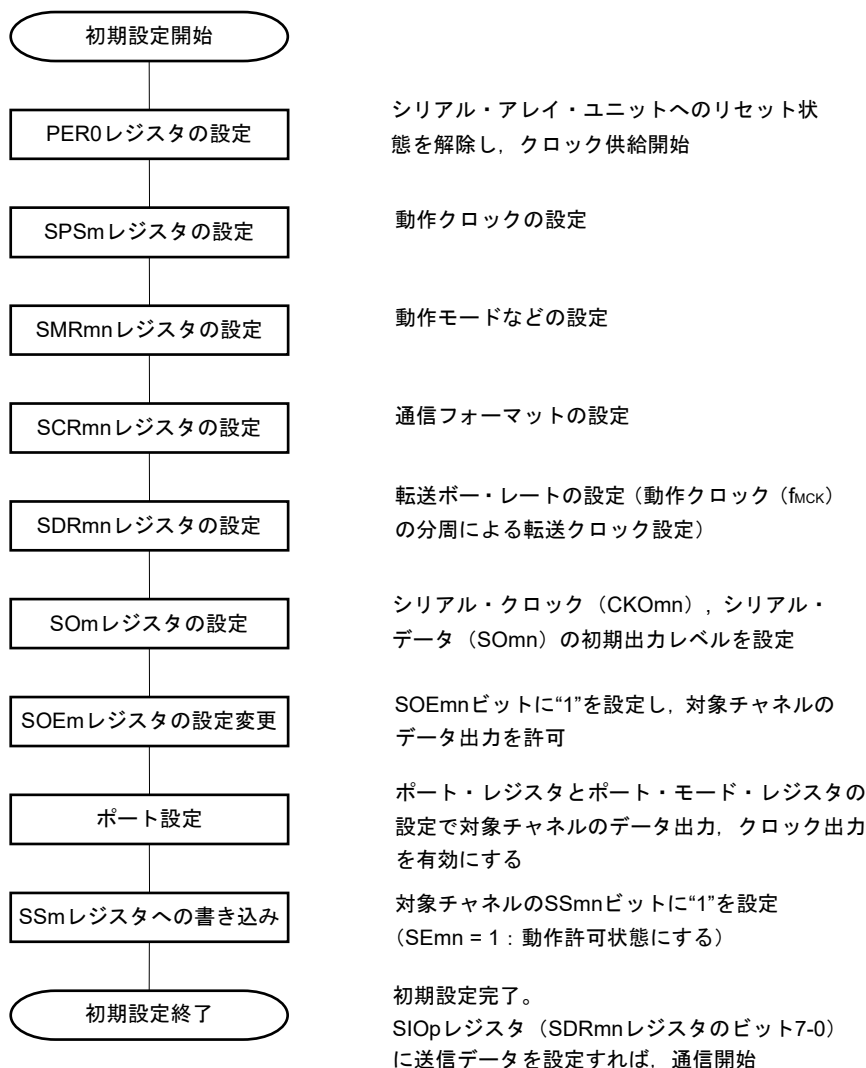 初期設定開始
PER0レジスタの設定
シリアル・アレイ・ユニットへのリセット状
態を解除し，クロック供給開始
SPSmレジスタの設定
動作クロックの設定
SMRmnレジスタの設定
動作モードなどの設定
SCRmnレジスタの設定
通信フォーマットの設定
SDRmnレジスタの設定
転送ボー・レートの設定（動作クロック（fMCK）
の分周による転送クロック設定）
SOmレジスタの設定
シリアル・クロック（CKOmn）, シリアル・
データ（SOmn）の初期出力レベルを設定
SOEmレジスタの設定変更
SOEmnビットに“1”を設定し，対象チャネルの
データ出力を許可
ポート設定
ポート・レジスタとポート・モード・レジスタの
設定で対象チャネルのデータ出力，クロック出力
を有効にする
SSmレジスタへの書き込み
対象チャネルのSSmnビットに“1”を設定
（SEmn = 1：動作許可状態にする）
初期設定終了
初期設定完了。
SIOpレジスタ（SDRmnレジスタのビット7-0）
に送信データを設定すれば，通信開始